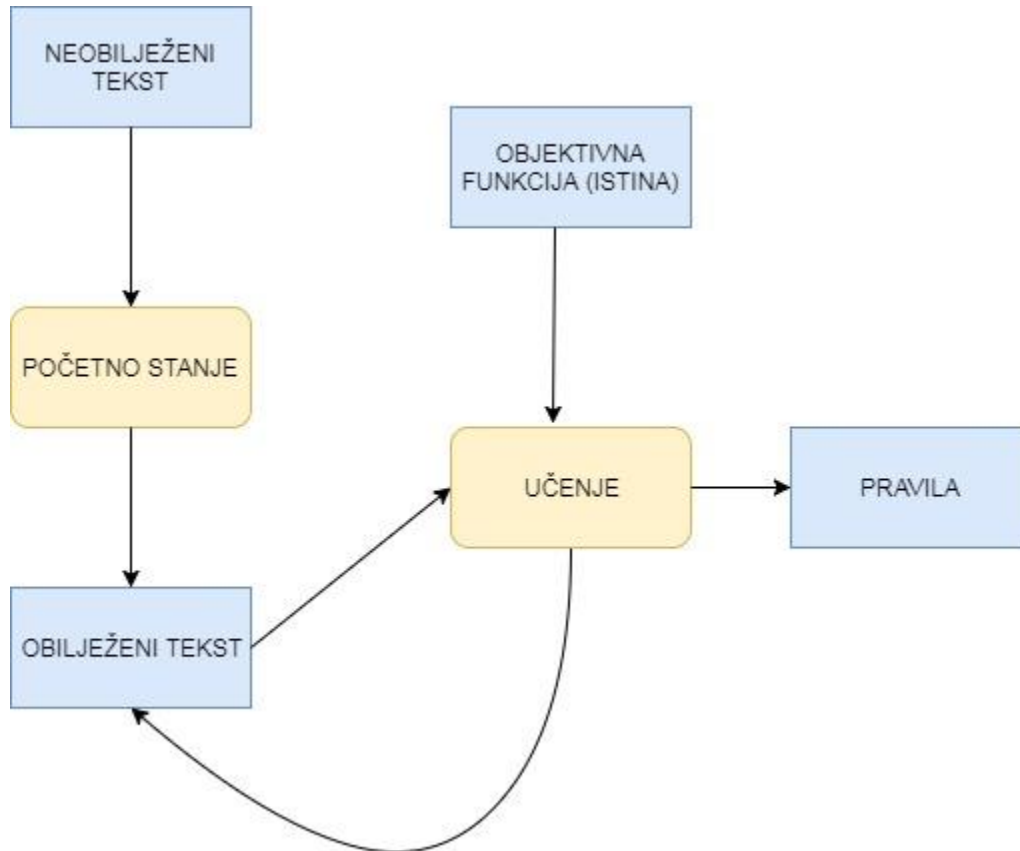 NEOBILJEŽENI
TEKST
OBJEKTIVNA
FUNKCIJA (ISTINA)
POČETNO STANJE
UČENJE
PRAVILA
OBILJEŽENI TEKST